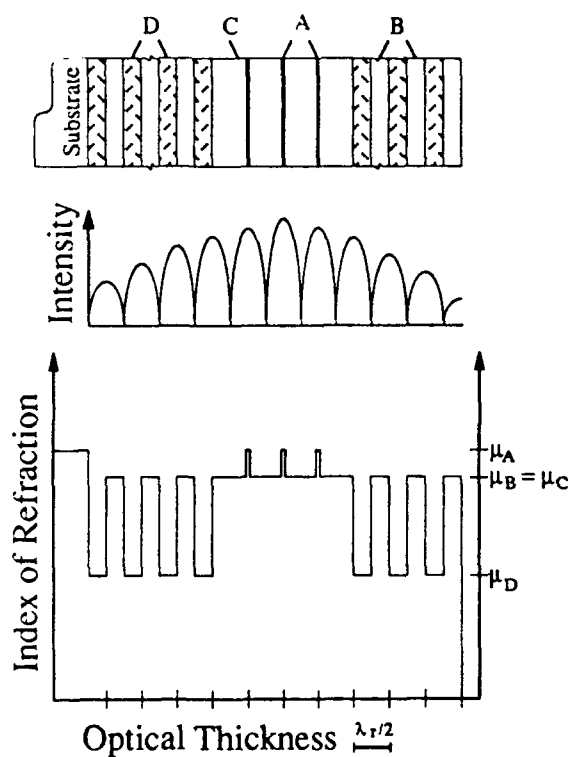 D C A B
Substrate
Intensity
Index of Refraction
μA
μB = μC
μD
Optical Thickness λr/2